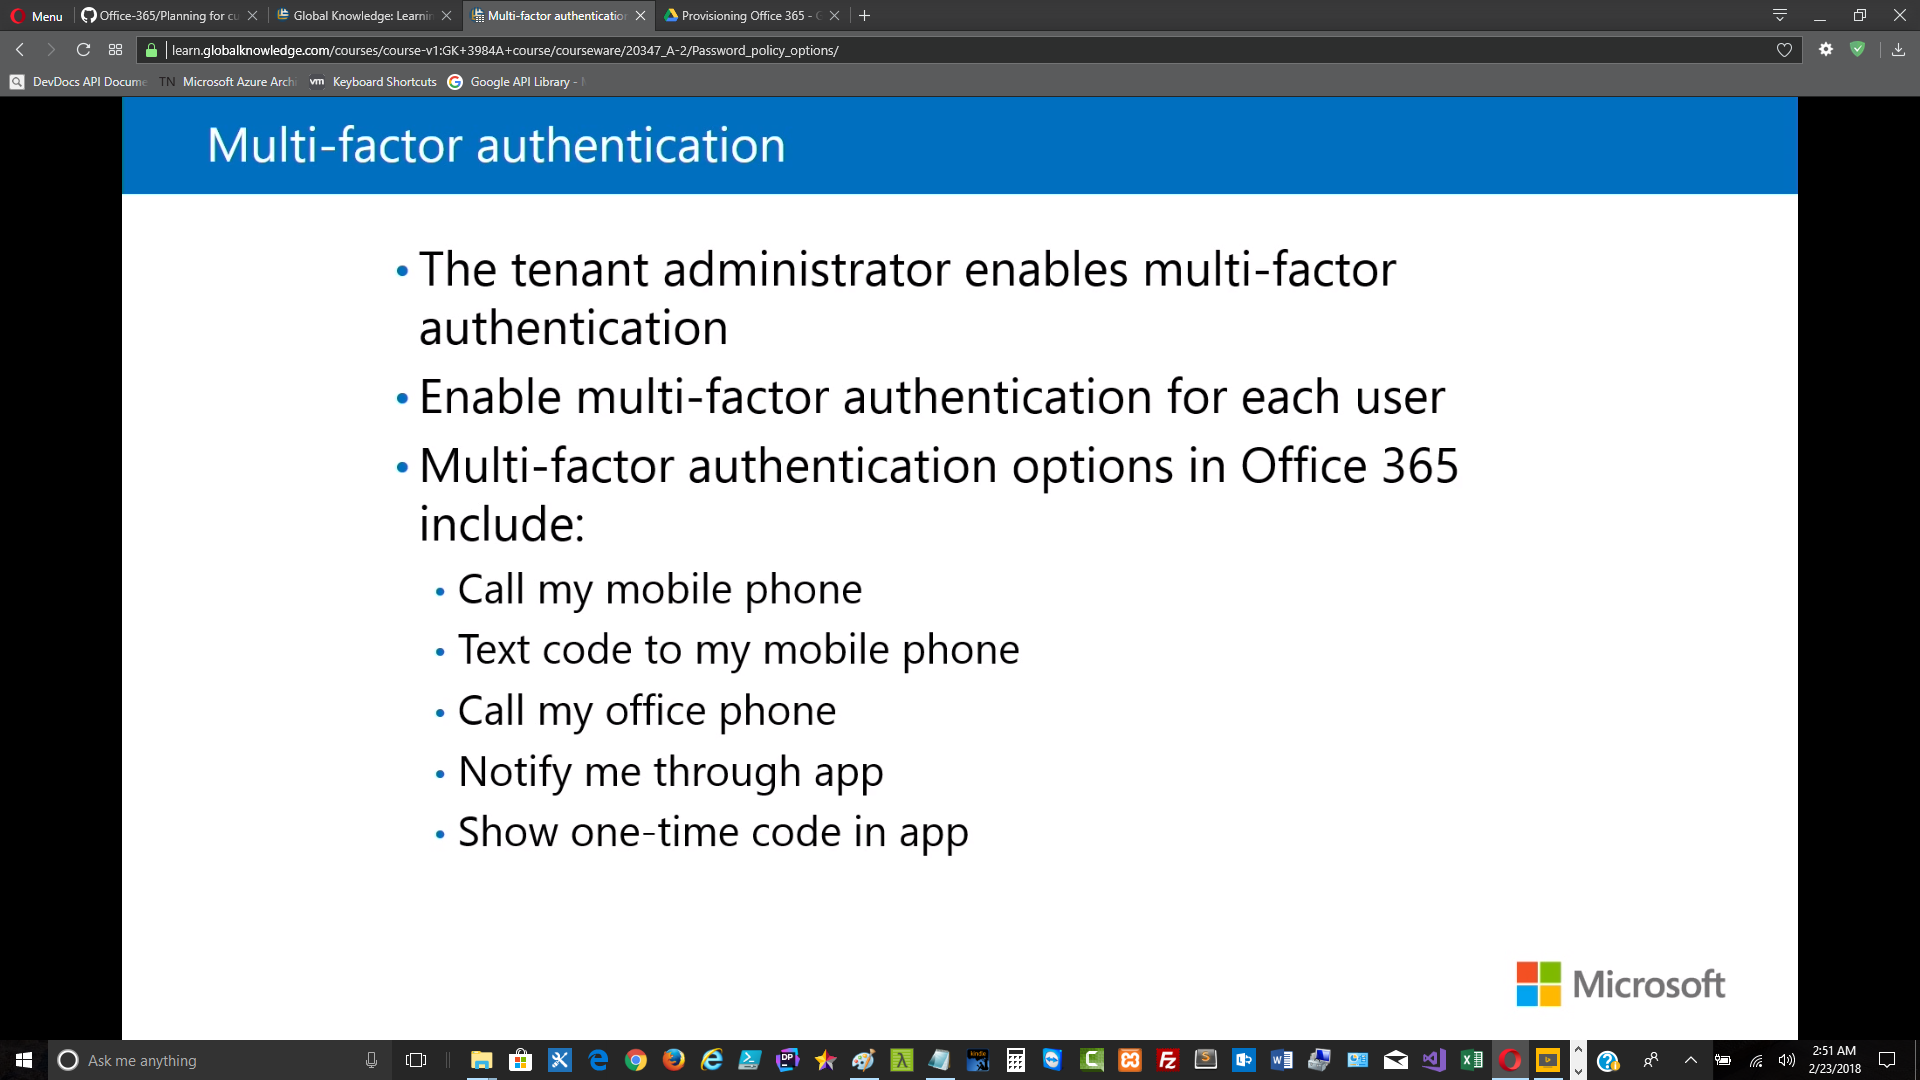 Menu
Office-365/Planning for cu
Global Knowledge: Learnin
Multi-factor authentication
Provisioning Office 365 - G
learn.globalknowledge.com/courses/course-v1:GK+3984A+course/courseware/20347_A-2/Password_policy_options/
DevDocs API Docume
TN Microsoft Azure Archi
vm Keyboard Shortcuts
Google API Library -
Multi-factor authentication
• The tenant administrator enables multi-factor
authentication
• Enable multi-factor authentication for each user
• Multi-factor authentication options in Office 365
include:
• Call my mobile phone
• Text code to my mobile phone
• Call my office phone
• Notify me through app
• Show one-time code in app
Microsoft
Ask me anything
2:51 AM
2/23/2018